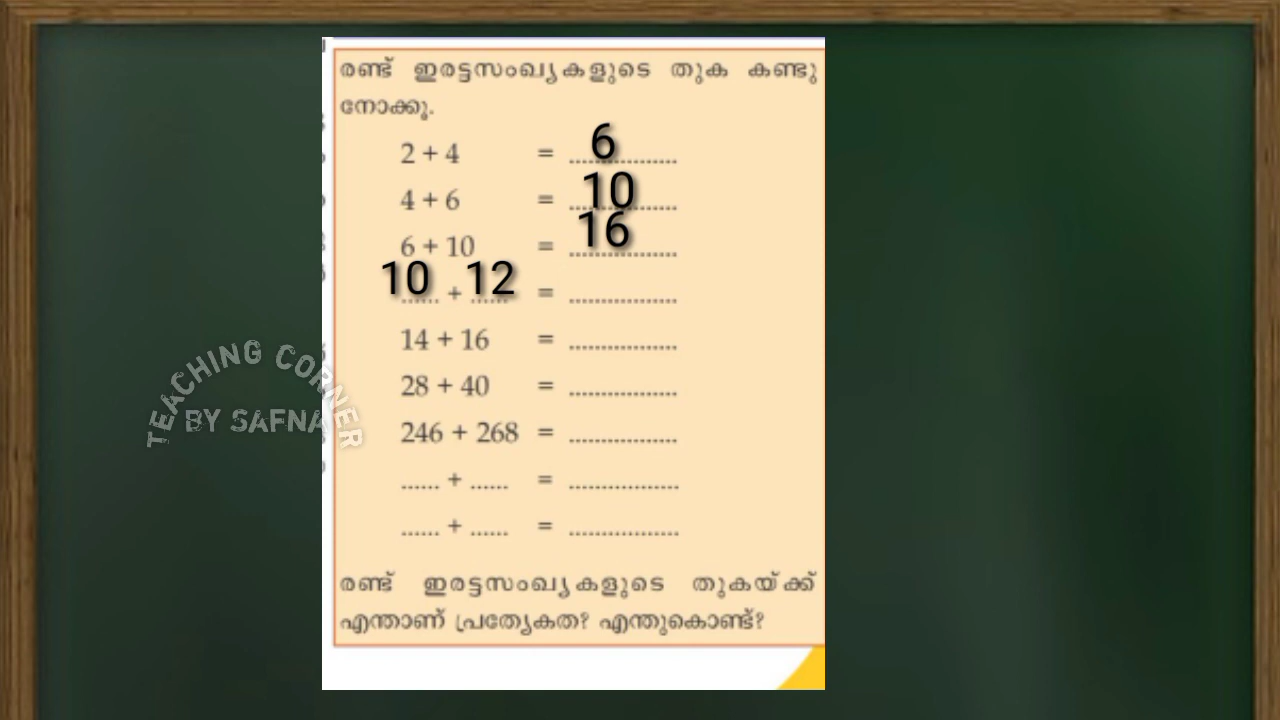 രണ്ട് ഇരട്ടസംഖ്യകളുടെ തുക കണ്ടു
നോക്കൂ.
2 + 4 = 6
4 + 6 = 10
6 + 10 = 16
10 + 12 = ..................
14 + 16 = ..................
28 + 40 = ..................
246 + 268 = ..................
...... + ...... = ..................
...... + ...... = ..................
രണ്ട് ഇരട്ടസംഖ്യകളുടെ തുകയ്ക്ക്
എന്താണ് പ്രത്യേകത? എന്തുകൊണ്ട്?
TEACHING CORNER
BY SAFNA